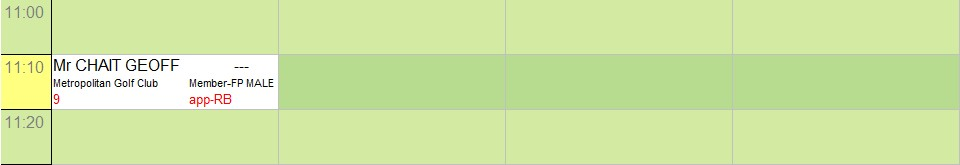 11:00
11:10 Mr CHAIT GEOFF ---
Metropolitan Golf Club Member-FP MALE
9 app-RB
11:20